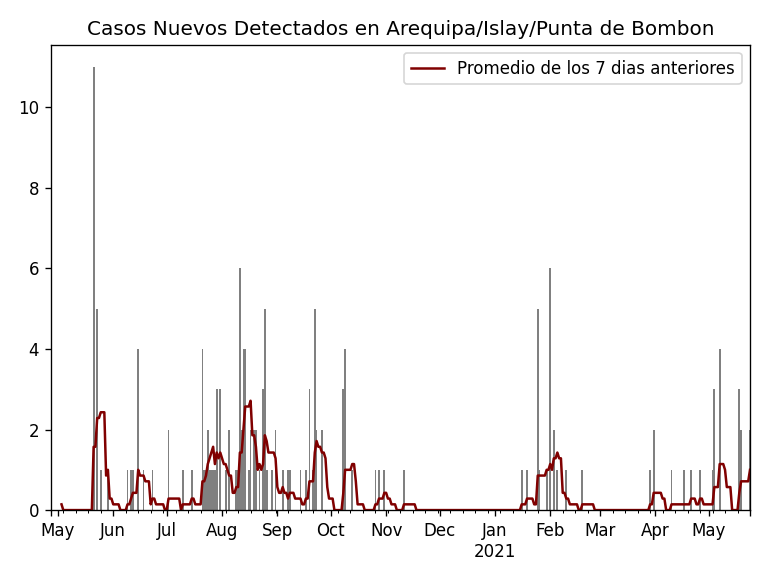 Casos Nuevos Detectados en Arequipa/Islay/Punta de Bombon
Promedio de los 7 dias anteriores
10
8
6
4
2
0
May Jun Jul Aug Sep Oct Nov Dec Jan Feb Mar Apr May
2021